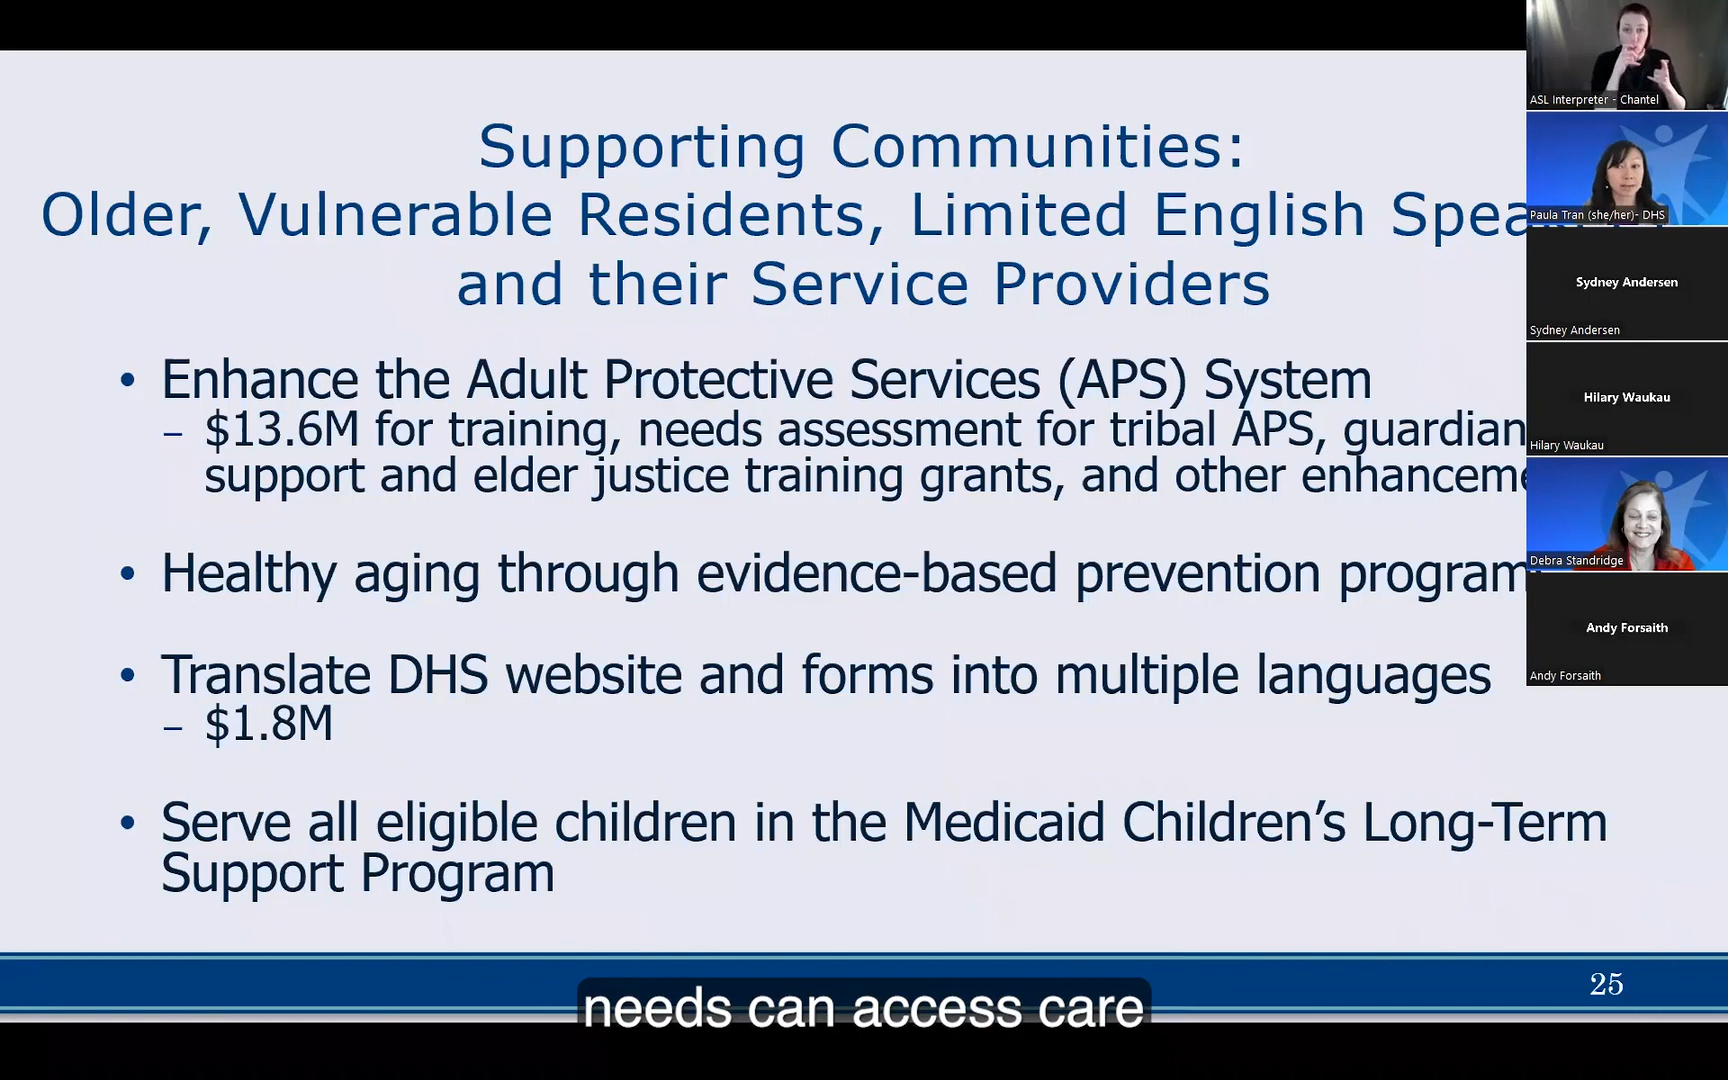 Supporting Communities:
Older, Vulnerable Residents, Limited English
and their Service Providers
• Enhance the Adult Protective Services (APS) System
– $13.6M for training, needs assessment for tribal APS, guardian
support and elder justice training grants, and other
• Healthy aging through evidence-based prevention
• Translate DHS website and forms into multiple languages
– $1.8M
• Serve all eligible children in the Medicaid Children’s Long-Term
Support Program
25
needs can access care
ASL Interpreter - Chantel
Paula Tran (she/her)- DHS
Sydney Andersen
Sydney Andersen
Hilary Waukau
Hilary Waukau
Debra Standridge
Andy Forsaith
Andy Forsaith